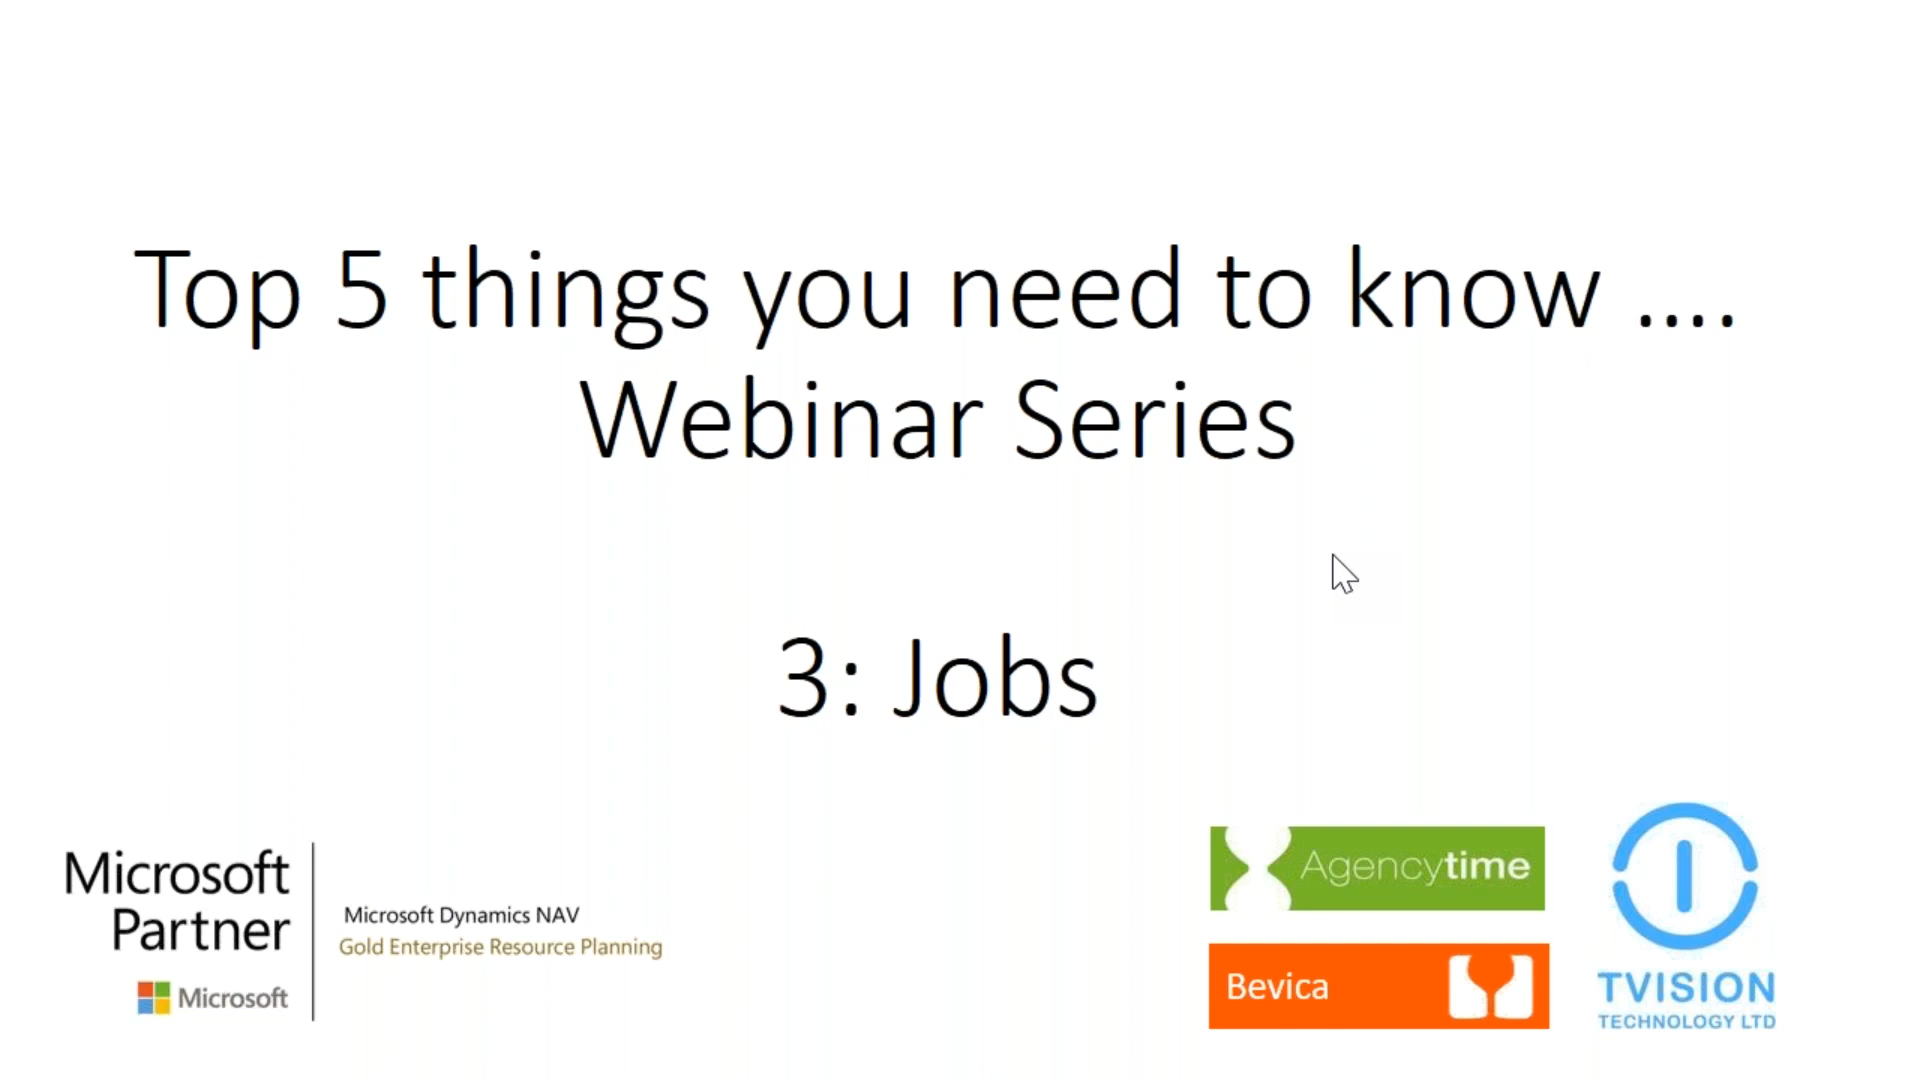 Top 5 things you need to know ....
Webinar Series
3: Jobs
Microsoft
Partner
Microsoft
Microsoft Dynamics NAV
Gold Enterprise Resource Planning
Agencytime
Bevica
TVISION
TECHNOLOGY LTD